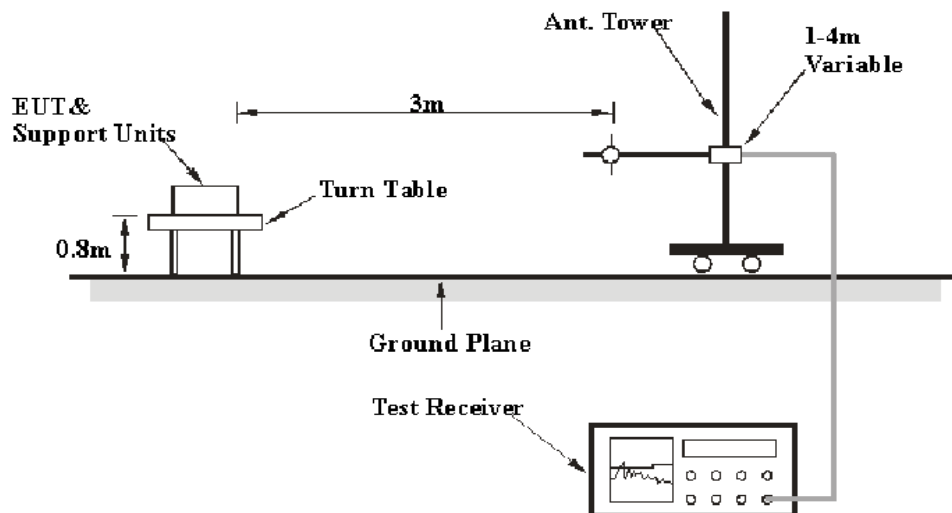 Ant. Tower
1-4m
Variable
3m
EUT&
Support Units
Turn Table
0.8m
Ground Plane
Test Receiver